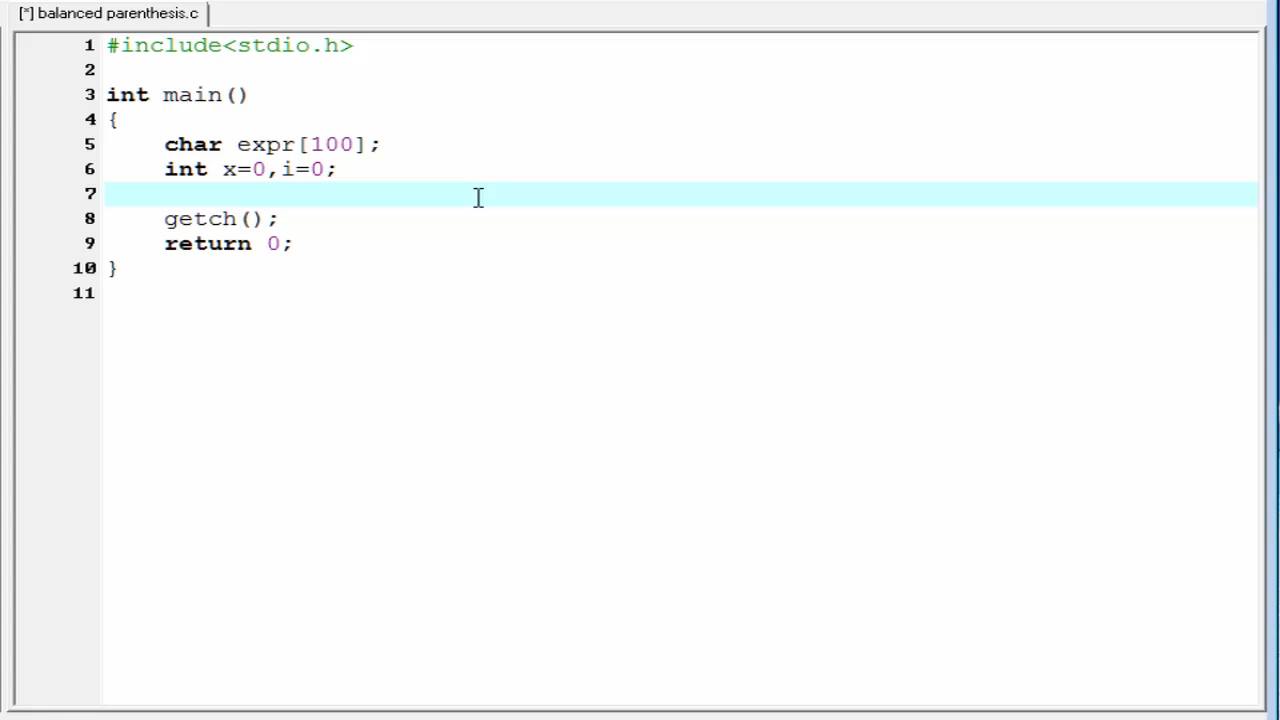 [*] balanced parenthesis.c
1 #include<stdio.h>
2
3 int main()
4 {
5 char expr[100];
6 int x=0,i=0;
7
8 getch();
9 return 0;
10 }
11